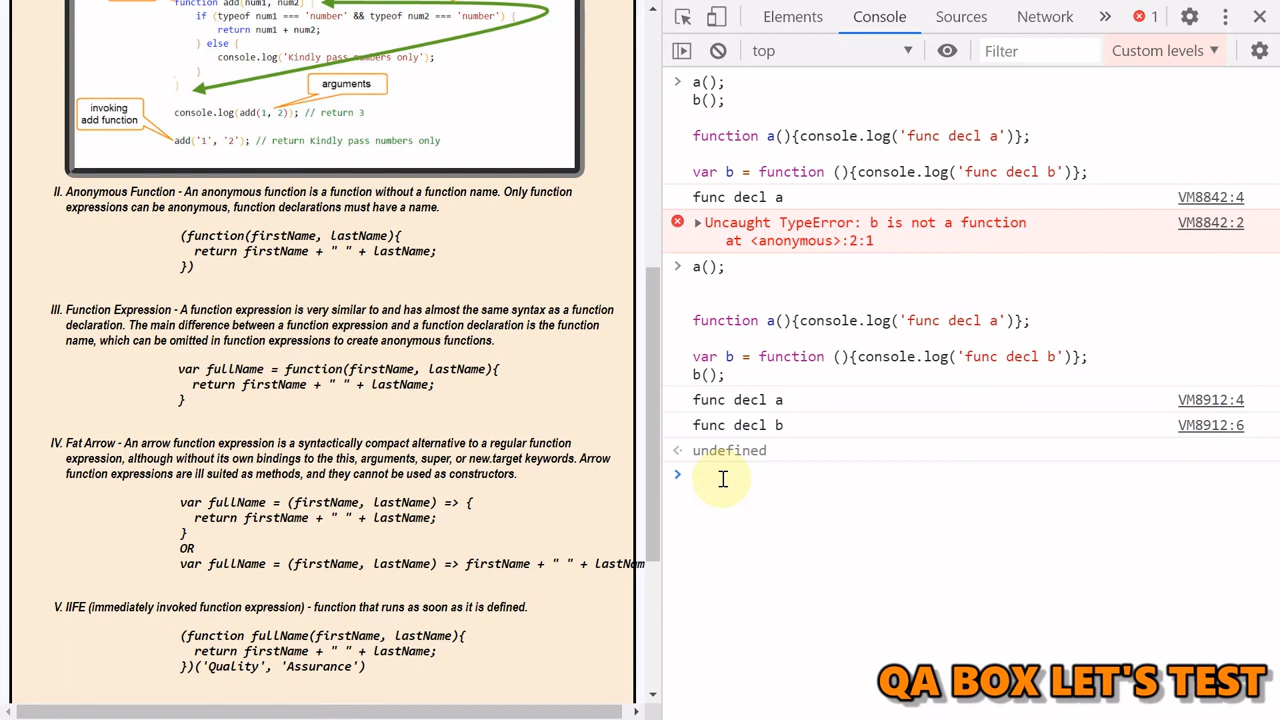 function add(num1, num2) {
if (typeof num1 === 'number' && typeof num2 === 'number') {
return num1 + num2;
} else {
console.log('Kindly pass numbers only');
}
}
arguments
invoking
add function
console.log(add(1, 2)); // return 3
add('1', '2'); // return Kindly pass numbers only
II. Anonymous Function - An anonymous function is a function without a function name. Only function
expressions can be anonymous, function declarations must have a name.
(function(firstName, lastName){
return firstName + " " + lastName;
})
III. Function Expression - A function expression is very similar to and has almost the same syntax as a function
declaration. The main difference between a function expression and a function declaration is the function
name, which can be omitted in function expressions to create anonymous functions.
var fullName = function(firstName, lastName){
return firstName + " " + lastName;
}
IV. Fat Arrow - An arrow function expression is a syntactically compact alternative to a regular function
expression, although without its own bindings to the this, arguments, super, or new.target keywords. Arrow
function expressions are ill suited as methods, and they cannot be used as constructors.
var fullName = (firstName, lastName) => {
return firstName + " " + lastName;
}
OR
var fullName = (firstName, lastName) => firstName + " " + lastNam
V. IIFE (immediately invoked function expression) - function that runs as soon as it is defined.
(function fullName(firstName, lastName){
return firstName + " " + lastName;
})('Quality', 'Assurance')
Elements Console Sources Network » 1
top Filter Custom levels
> a();
b();
function a(){console.log('func decl a')};
var b = function (){console.log('func decl b')};
func decl a VM8842:4
Uncaught TypeError: b is not a function VM8842:2
at <anonymous>:2:1
> a();
function a(){console.log('func decl a')};
var b = function (){console.log('func decl b')};
b();
func decl a VM8912:4
func decl b VM8912:6
undefined
>
QA BOX LET'S TEST